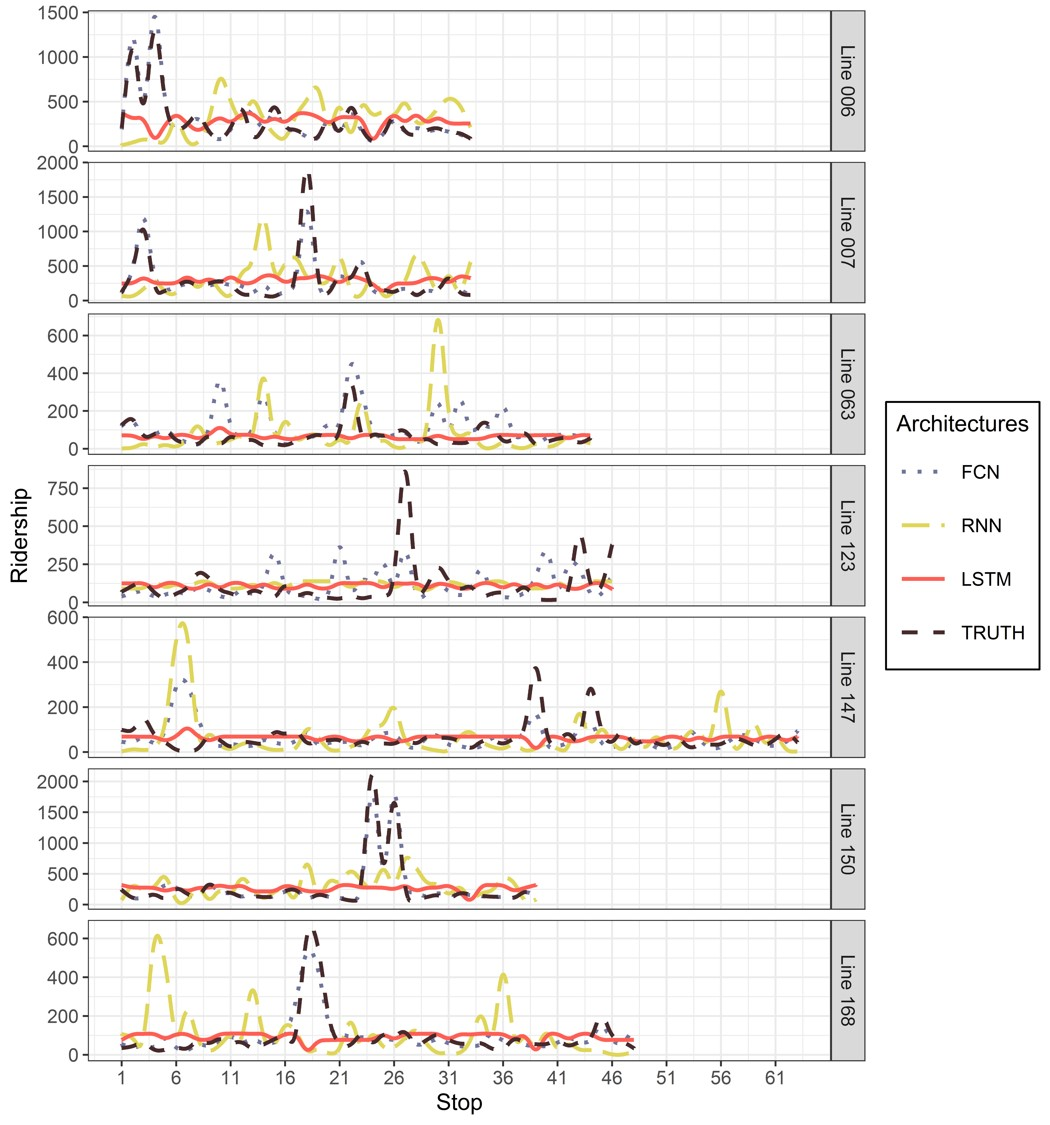 1500
1000
500
0
Line 006
2000
1500
1000
500
0
Line 007
600
400
200
0
Line 063
750
500
250
0
Line 123
600
400
200
0
Line 147
2000
1500
1000
500
0
Line 150
600
400
200
0
Line 168
Ridership
1 6 11 16 21 26 31 36 41 46 51 56 61
Stop
Architectures
FCN
RNN
LSTM
TRUTH